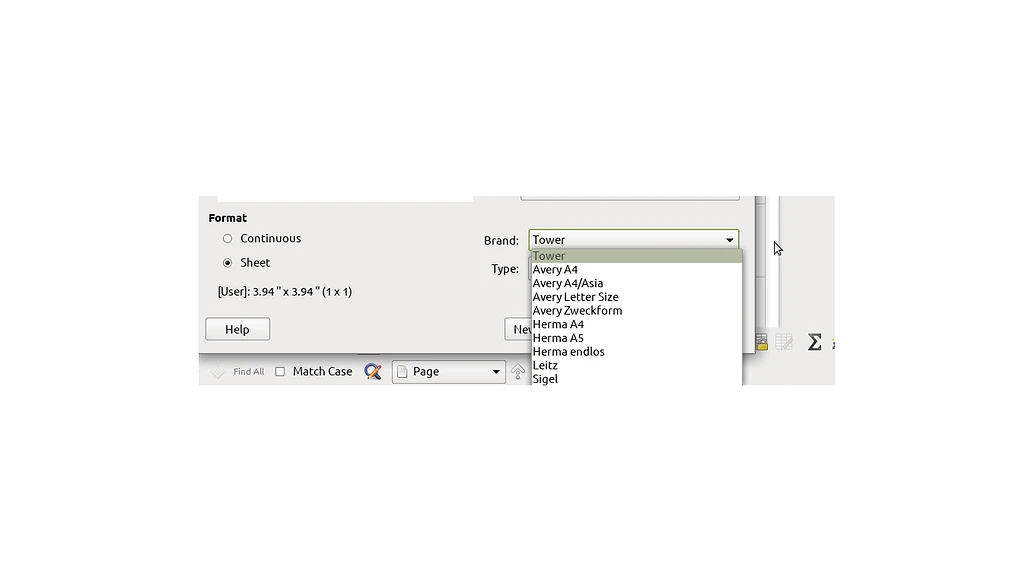 Format
Continuous
Brand: Tower
Sheet
Type:
[User]: 3.94 " x 3.94 " (1 x 1)
Tower
Avery A4
Avery A4/Asia
Avery Letter Size
Avery Zweckform
Herma A4
Herma A5
Herma endlos
Leitz
Sigel
Help
Find All
Match Case
Page